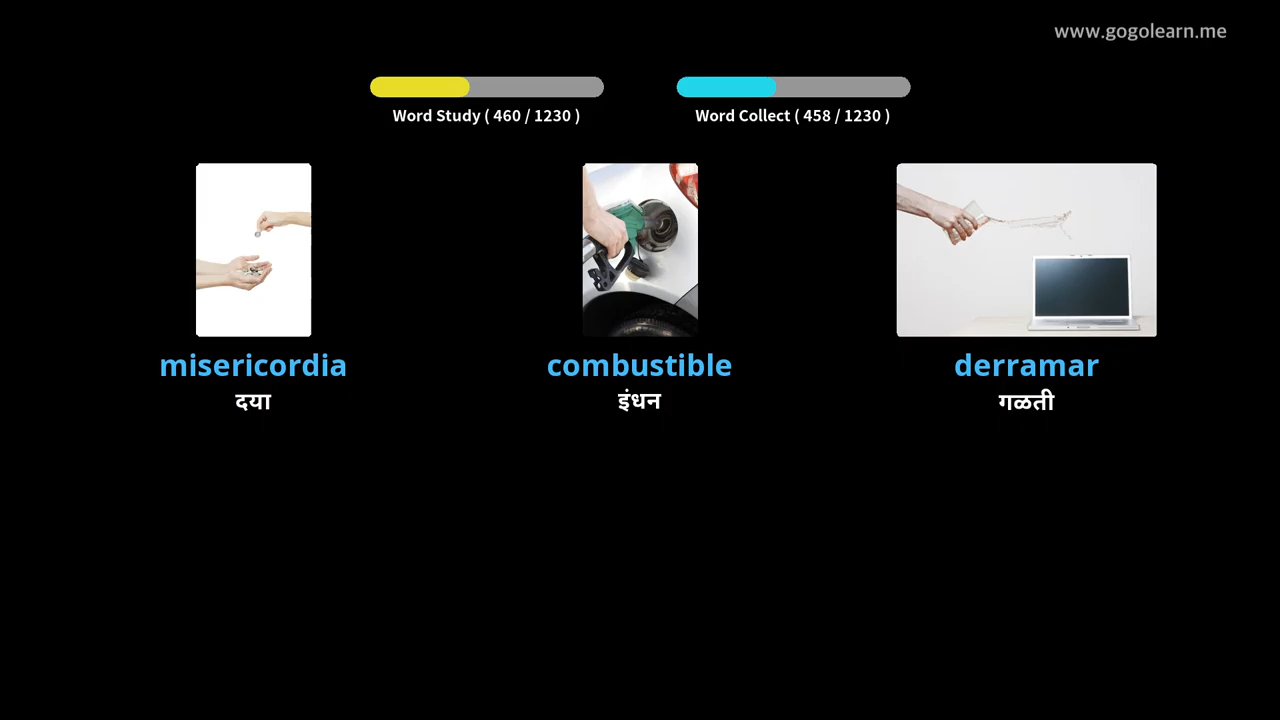 www.gogolearn.me
Word Study ( 460 / 1230 )
Word Collect ( 458 / 1230 )
misericordia
दया
combustible
इंधन
derramar
गळती